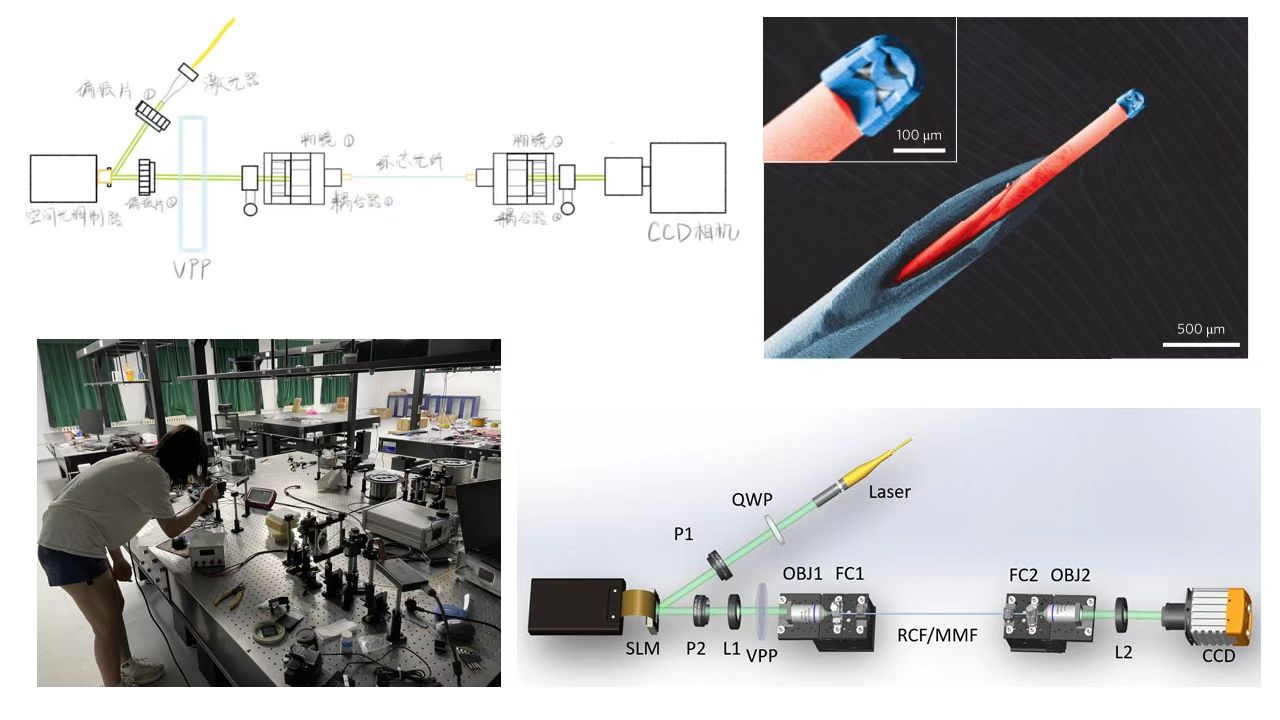 偏振片①
激光器
物镜①
物镜②
环芯光纤
空间光调制器
偏振片②
耦合器①
耦合器②
CCD相机
VPP
100 µm
500 µm
Laser
QWP
P1
OBJ1
FC1
FC2
OBJ2
RCF/MMF
SLM
P2
L1
VPP
L2
CCD